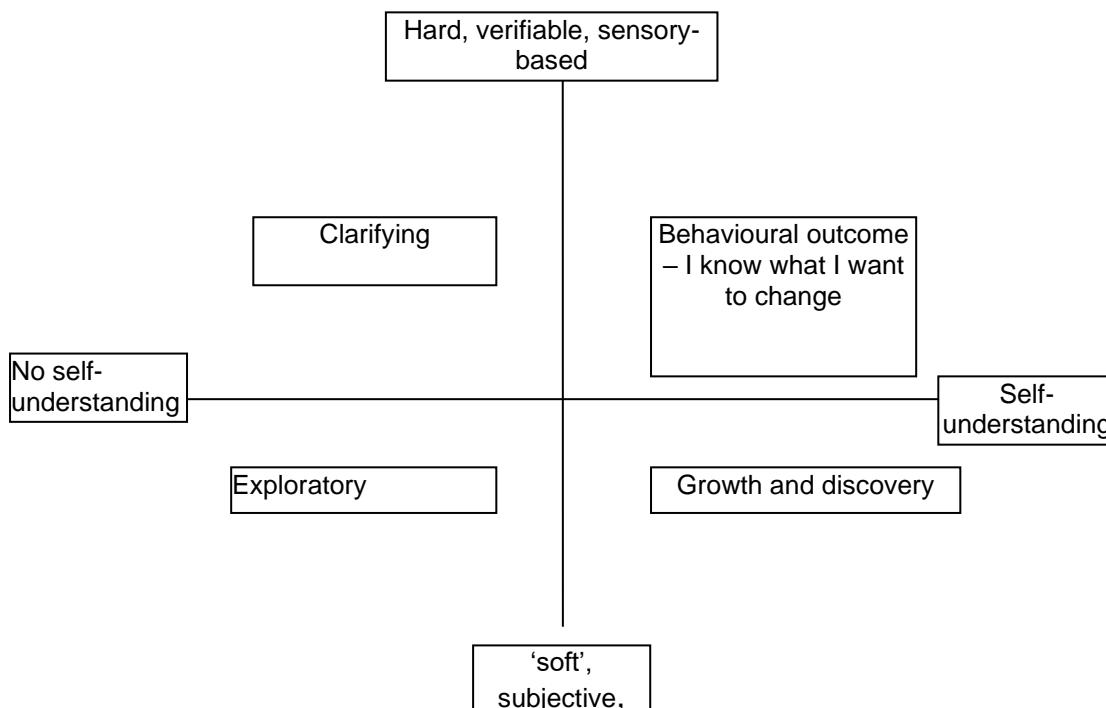 Hard, verifiable, sensory-
based
Clarifying
Behavioural outcome
– I know what I want
to change
No self-
understanding
Self-
understanding
Exploratory
Growth and discovery
‘soft’,
subjective,